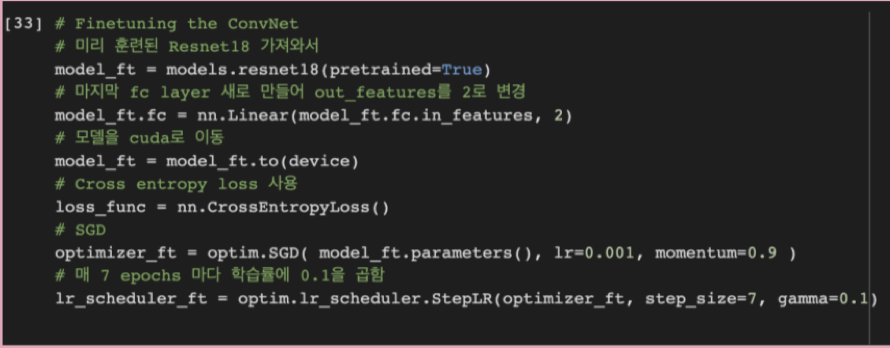 [33] # Finetuning the ConvNet
# 미리 훈련된 Resnet18 가져와서
model_ft = models.resnet18(pretrained=True)
# 마지막 fc layer 새로 만들어 out_features를 2로 변경
model_ft.fc = nn.Linear(model_ft.fc.in_features, 2)
# 모델을 cuda로 이동
model_ft = model_ft.to(device)
# Cross entropy loss 사용
loss_func = nn.CrossEntropyLoss()
# SGD
optimizer_ft = optim.SGD( model_ft.parameters(), lr=0.001, momentum=0.9 )
# 매 7 epochs 마다 학습률에 0.1을 곱함
lr_scheduler_ft = optim.lr_scheduler.StepLR(optimizer_ft, step_size=7, gamma=0.1)